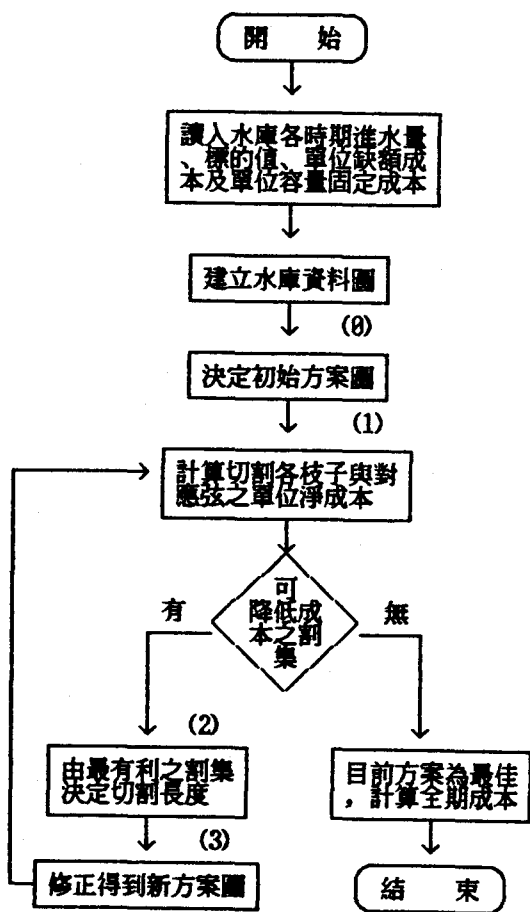 開 始
讀入水庫各時期進水量
、標的值、單位缺額成
本及單位容量固定成本
建立水庫資料圖
(0)
決定初始方案圖
(1)
計算切割各枝子與對
應弦之單位淨成本
可
降低成
本之割
集
有
無
(2)
由最有利之割集
決定切割長度
目前方案為最佳
，計算全期成本
(3)
修正得到新方案圖
結 束